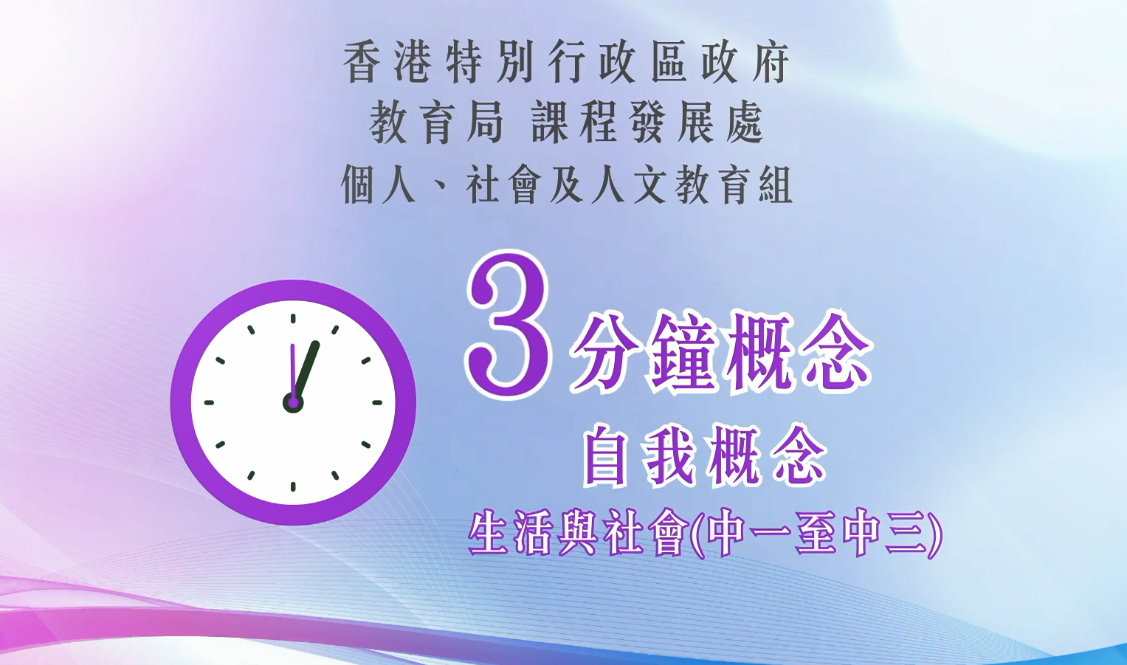 香港特別行政區政府
教育局 課程發展處
個人、社會及人文教育組
3分鐘概念
自我概念
生活與社會(中一至中三)